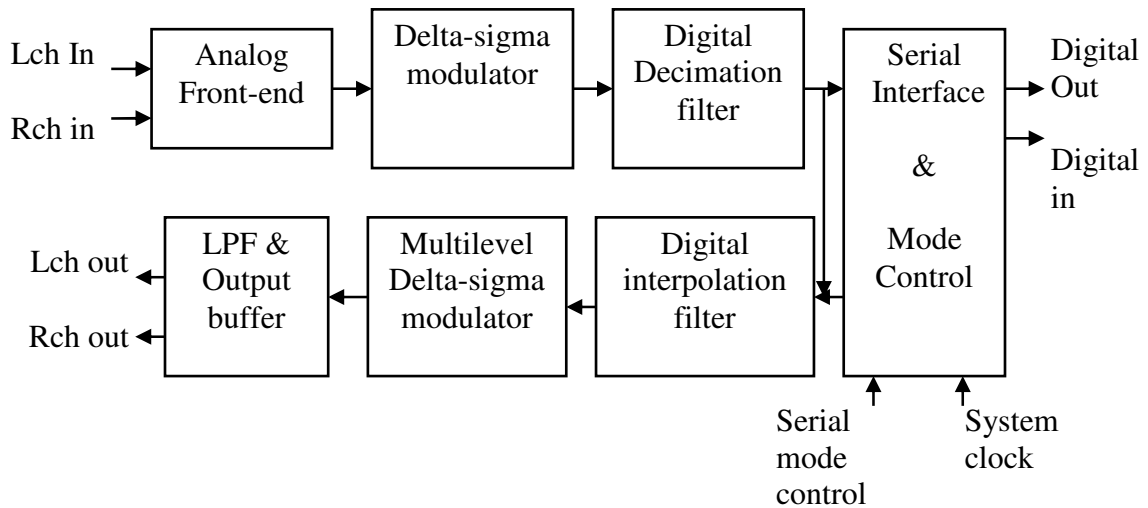 Lch In
Rch in
Analog
Front-end
Delta-sigma
modulator
Digital
Decimation
filter
Serial
Interface
&
Mode
Control
Digital
Out
Digital
in
Lch out
Rch out
LPF &
Output
buffer
Multilevel
Delta-sigma
modulator
Digital
interpolation
filter
Serial
mode
control
System
clock